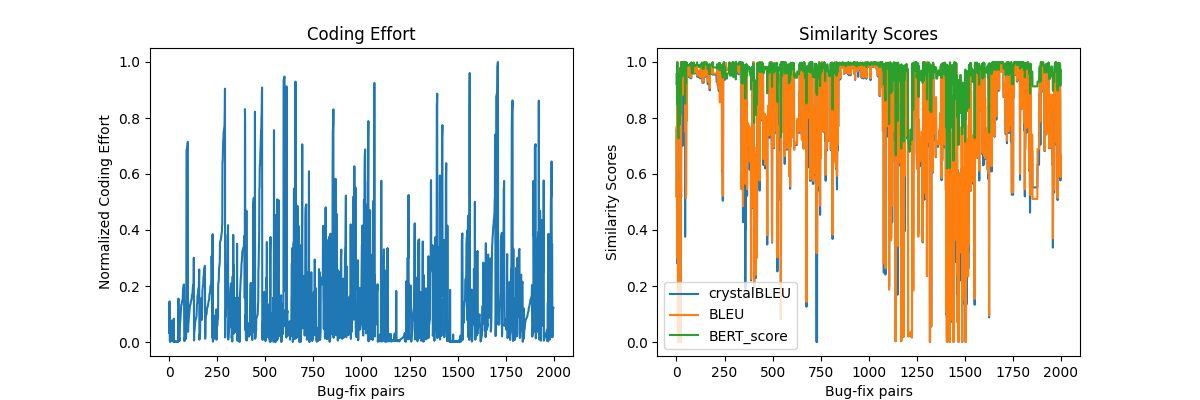 Coding Effort
Normalized Coding Effort
1.0
0.8
0.6
0.4
0.2
0.0
0 250 500 750 1000 1250 1500 1750 2000
Bug-fix pairs
Similarity Scores
Similarity Scores
1.0
0.8
0.6
0.4
0.2
0.0
crystalBLEU
BLEU
BERT_score
0 250 500 750 1000 1250 1500 1750 2000
Bug-fix pairs